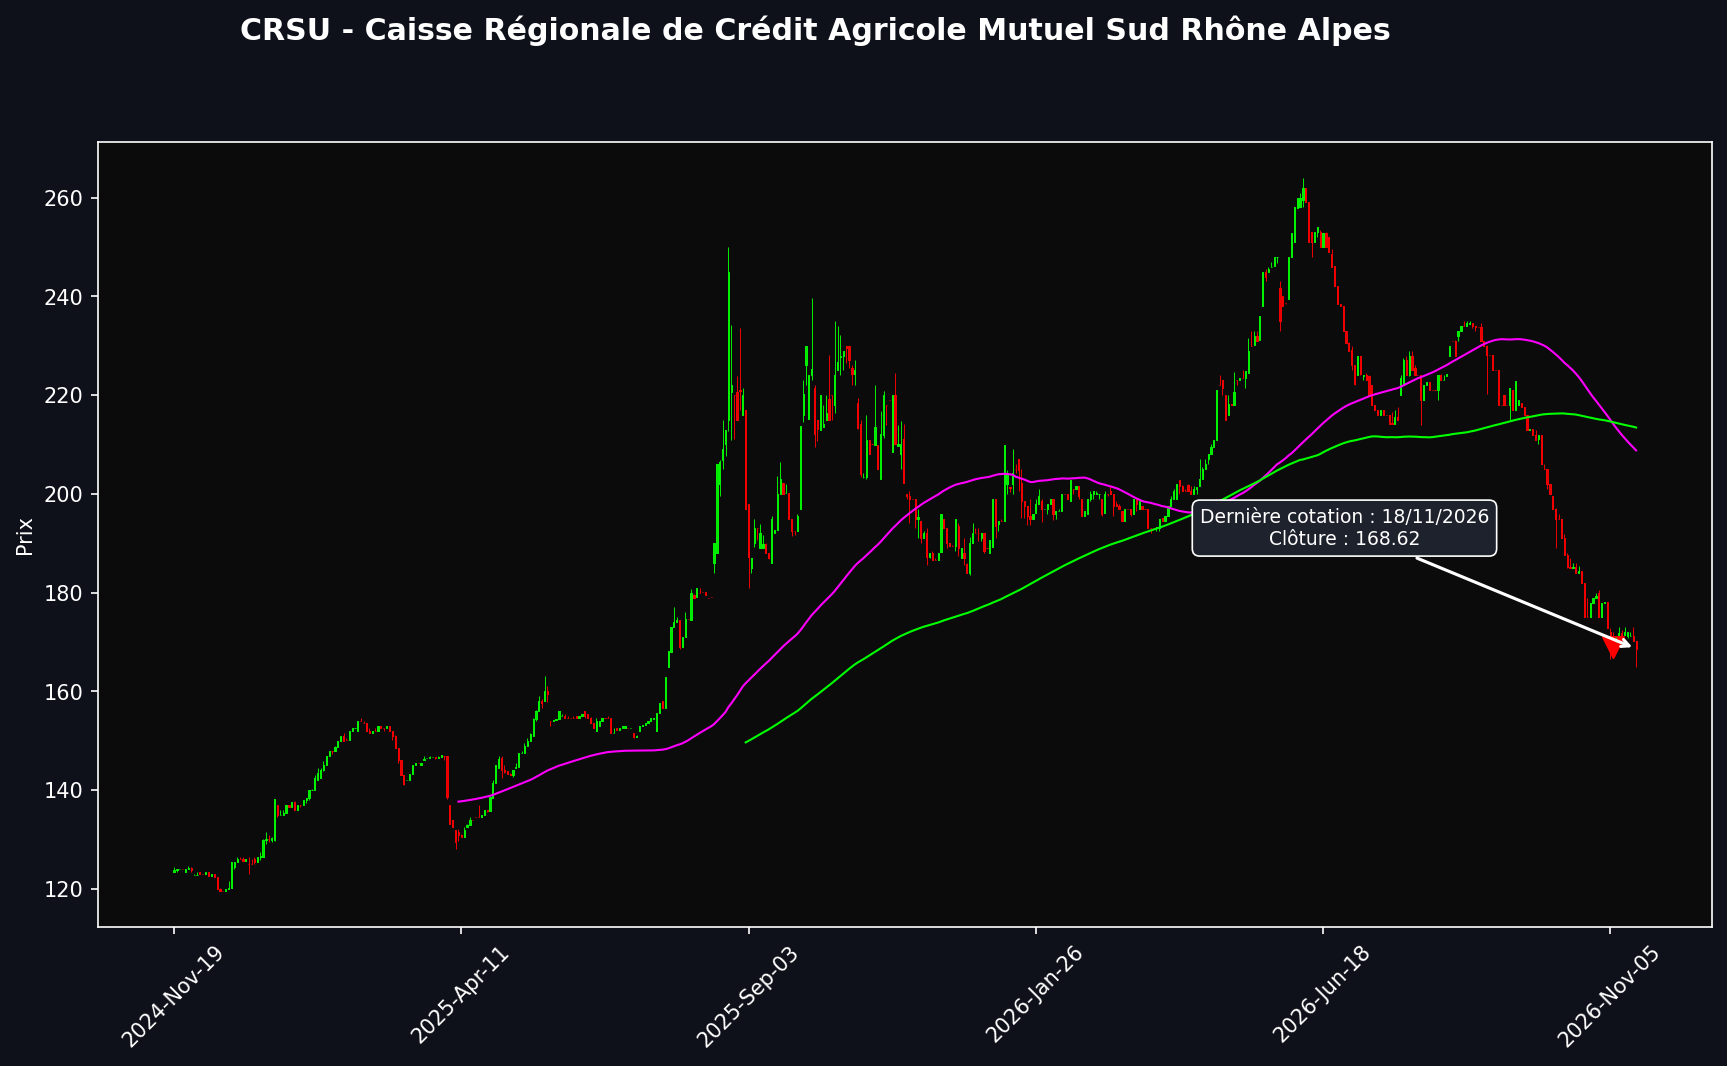 CRSU - Caisse Régionale de Crédit Agricole Mutuel Sud Rhône Alpes
Prix
260
240
220
200
180
160
140
120
Dernière cotation : 18/11/2026
Clôture : 168.62
2024-Nov-19
2025-Apr-11
2025-Sep-03
2026-Jan-26
2026-Jun-18
2026-Nov-05